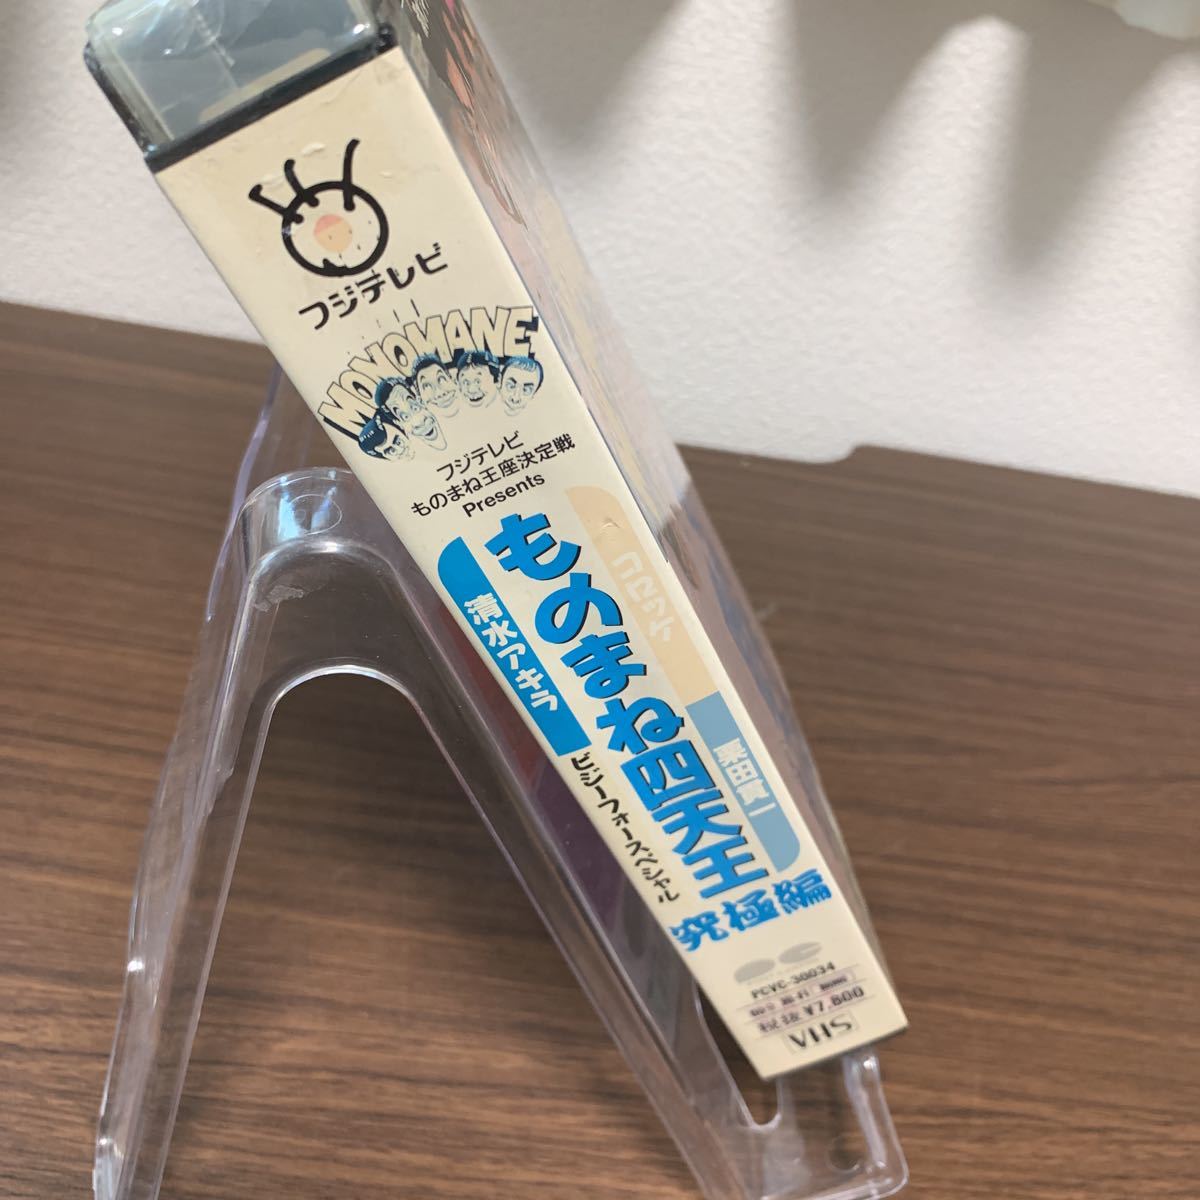 フジテレビ
MONOMANE
フジテレビ
ものまね王座決定戦
Presents
コロッケ
栗田貫一
ものまね四天王
究極編
清水アキラ
ビジーフォースペシャル
PCVC-30034
税抜¥7,800
VHS